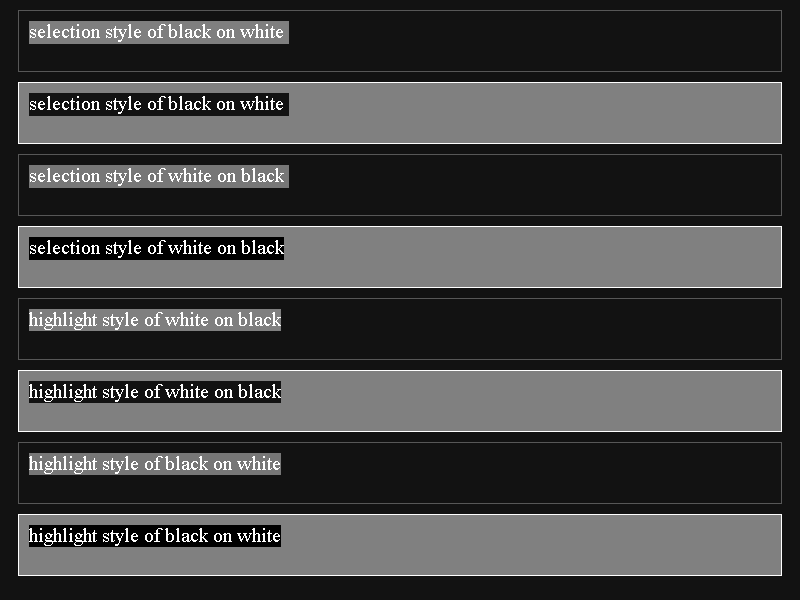 selection style of black on white
selection style of black on white
selection style of white on black
selection style of white on black
highlight style of white on black
highlight style of white on black
highlight style of black on white
highlight style of black on white